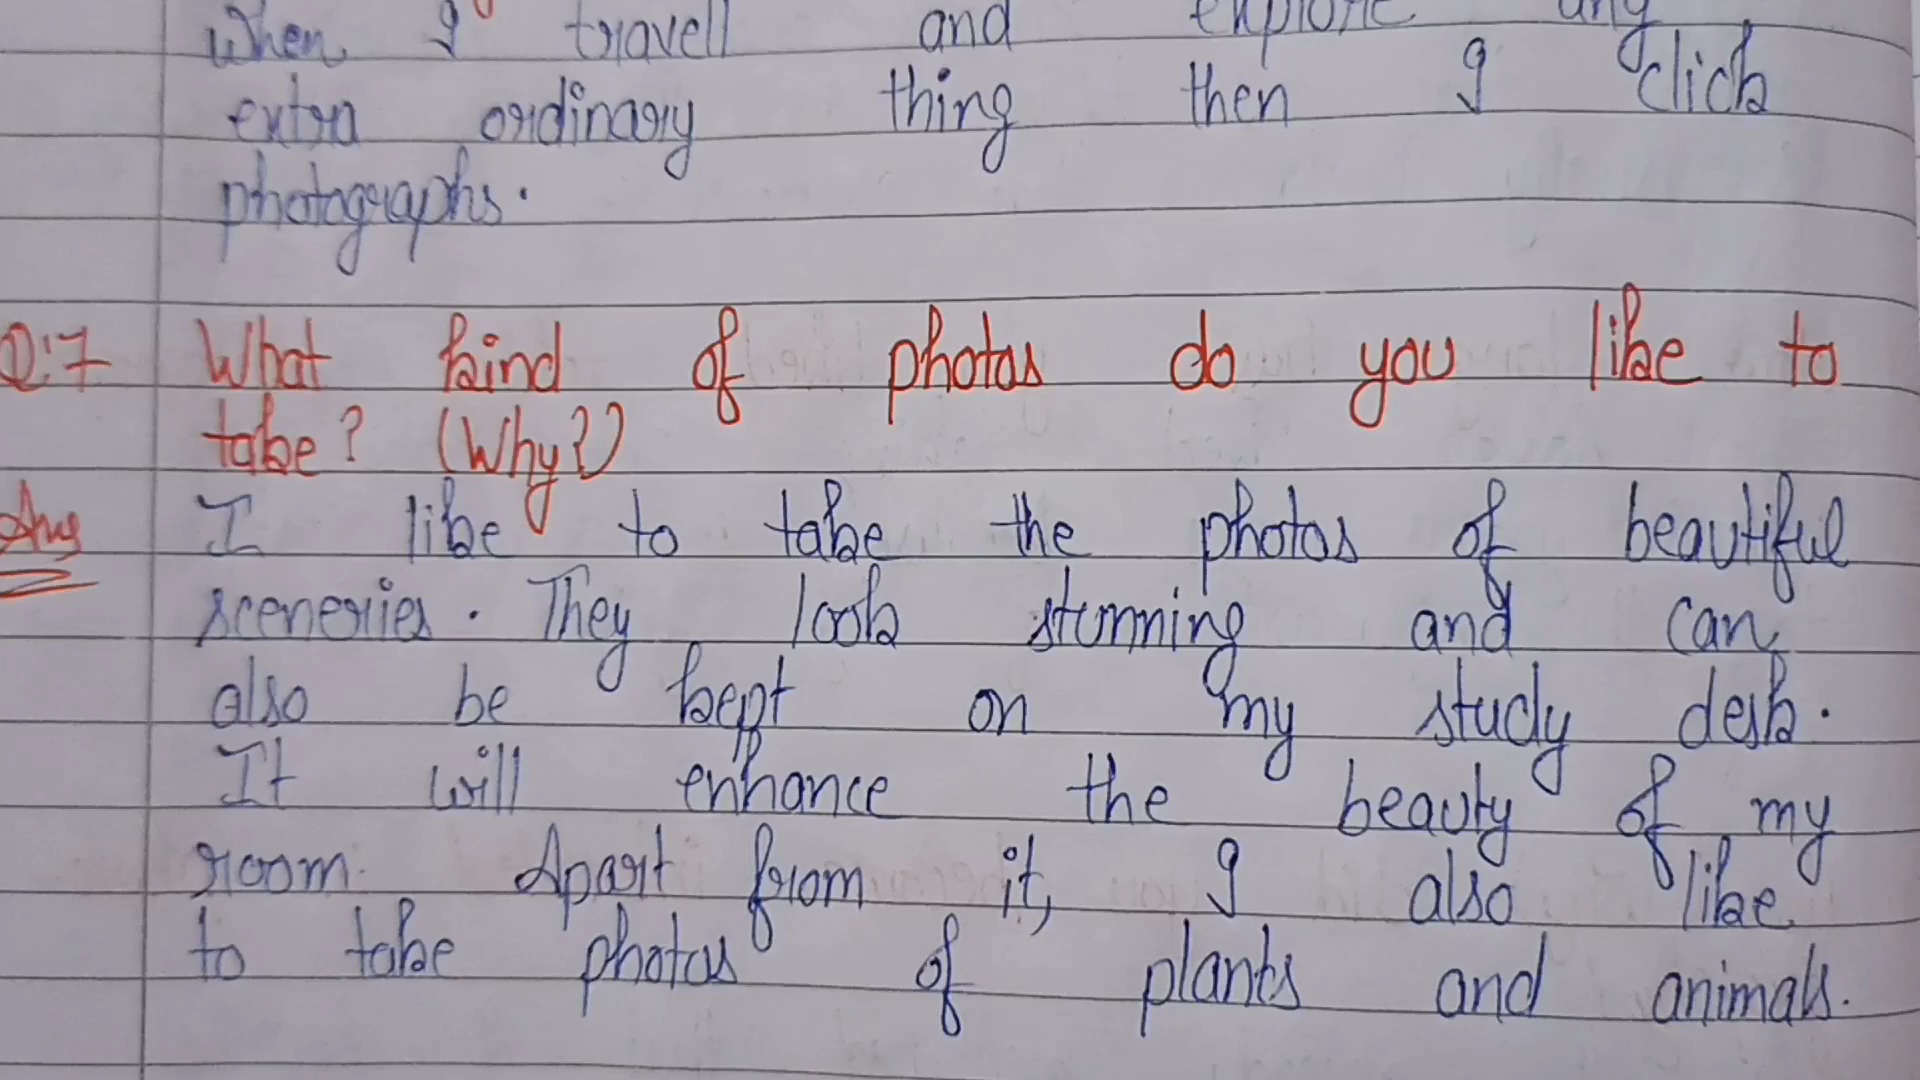 when I travell and explore any
extra ordinary thing then I click
photographs.
Q:7 What kind of photos do you like to
take? (Why?)
Ans I like to take the photos of beautiful
sceneries. They look stunning and can
also be kept on my study desk.
It will enhance the beauty of my
room. Apart from it, I also like
to take photos of plants and animals.